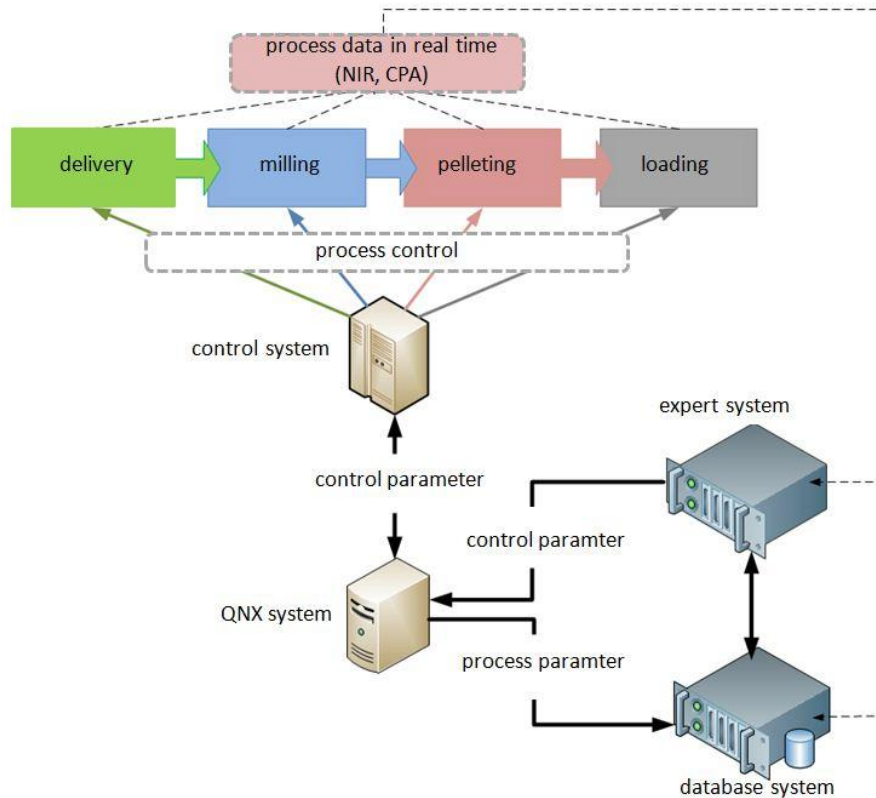 process data in real time
(NIR, CPA)
delivery
milling
pelleting
loading
process control
control system
expert system
control parameter
control paramter
QNX system
process paramter
database system